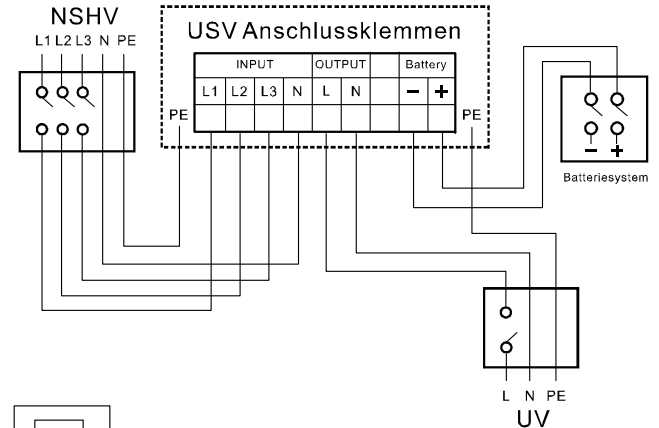 NSHV
L1 L2 L3 N PE
USV Anschlussklemmen
INPUT OUTPUT Battery
L1 L2 L3 N L N − +
PE PE
− +
Batteriesystem
L N PE
UV